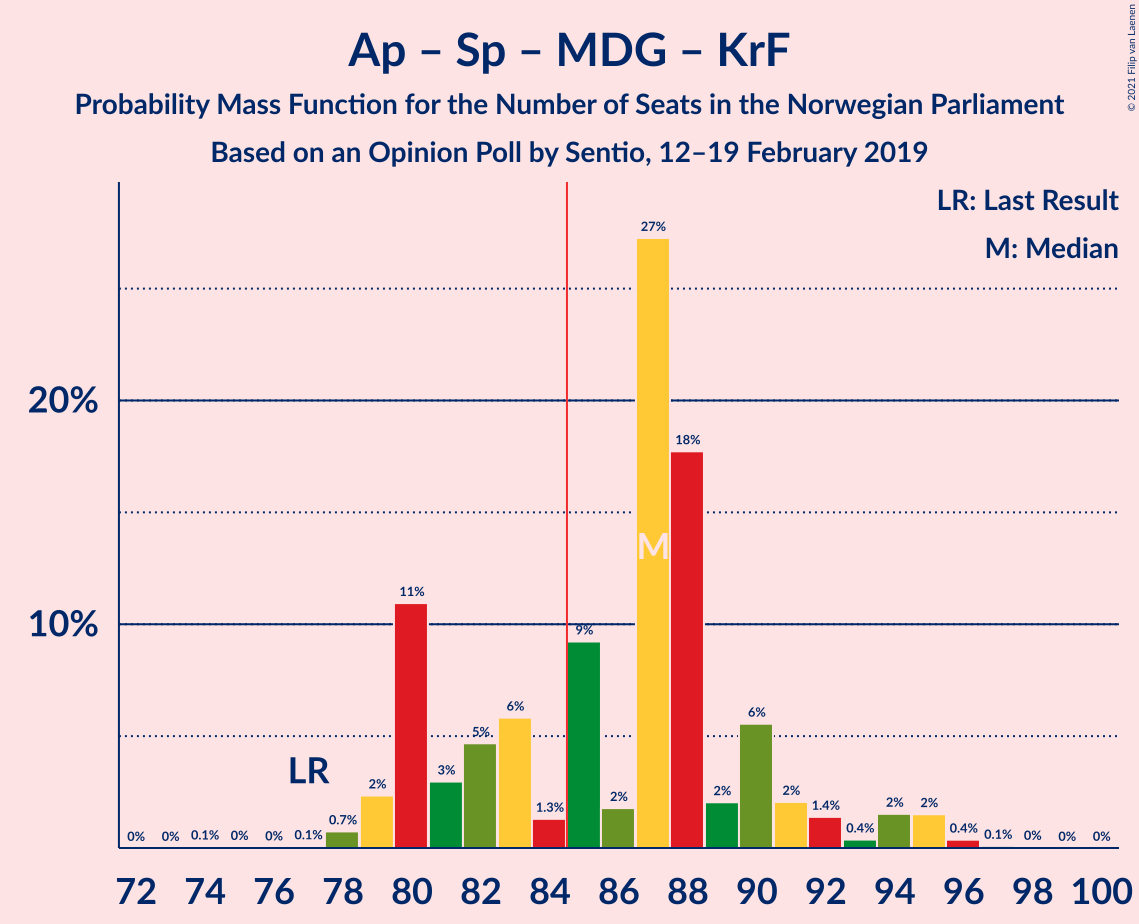 Ap – Sp – MDG – KrF
Probability Mass Function for the Number of Seats in the Norwegian Parliament
Based on an Opinion Poll by Sentio, 12–19 February 2019
© 2021 Filip van Laenen
LR: Last Result
M: Median
20%
10%
0% 0% 0.1% 0% 0% 0.1% 0.7% 2% 11% 3% 5% 6% 1.3% 9% 2% 27% 18% 2% 6% 2% 1.4% 0.4% 2% 2% 0.4% 0.1% 0% 0% 0%
LR
M
72 74 76 78 80 82 84 86 88 90 92 94 96 98 100